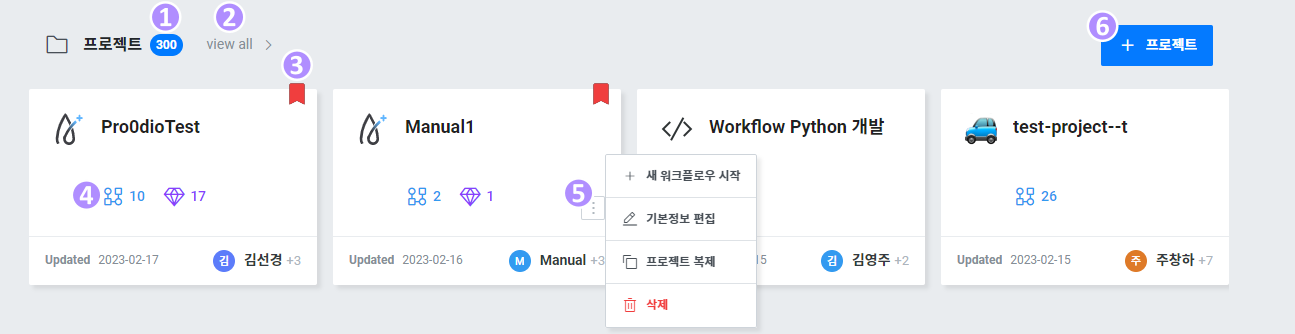 1 2
프로젝트 300 view all >
3
6
+ 프로젝트
Pro0dioTest
4 10 17
Updated 2023-02-17 김 김선경 +3
Manual1
2 1
5
Updated 2023-02-16 M Manual +3
+ 새 워크플로우 시작
기본정보 편집
프로젝트 복제
삭제
</> Workflow Python 개발
15 김 김영주 +2
test-project--t
26
Updated 2023-02-15 주 주창하 +7